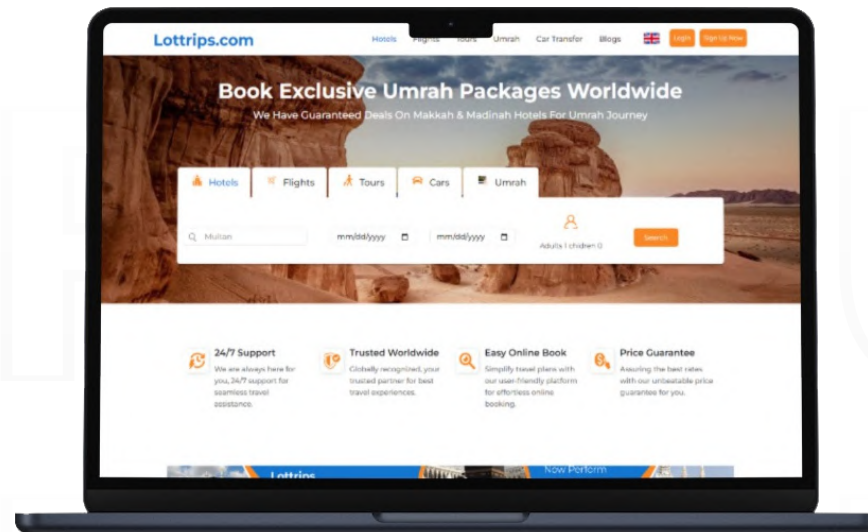 Lottrips.com
Hotels Flights Tours Umrah Car Transfer Blogs Login Sign Up Now
Book Exclusive Umrah Packages Worldwide
We Have Guaranteed Deals On Makkah & Madinah Hotels For Umrah Journey
Hotels Flights Tours Cars Umrah
Multan mm/dd/yyyy mm/dd/yyyy Adults 1 children 0 Search
24/7 Support
We are always here for
you, 24/7 support for
seamless travel
assistance.
Trusted Worldwide
Globally recognized, your
trusted partner for best
travel experiences.
Easy Online Book
Simplify travel plans with
our user-friendly platform
for effortless online
booking.
Price Guarantee
Assuring the best rates
with our unbeatable price
guarantee for you.
Lottrips
Now Perform